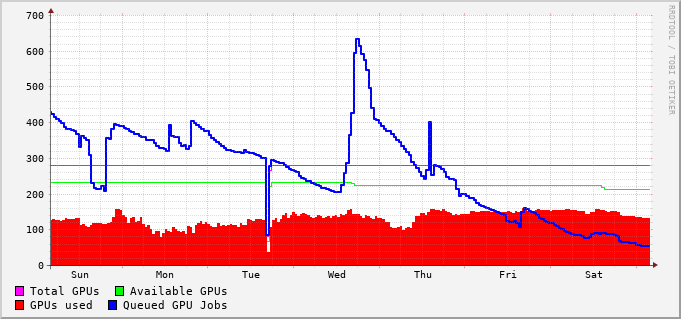 700
600
500
400
300
200
100
0
Sun Mon Tue Wed Thu Fri Sat
Total GPUs Available GPUs
GPUs used Queued GPU Jobs
RRDTOOL / TOBI OETIKER